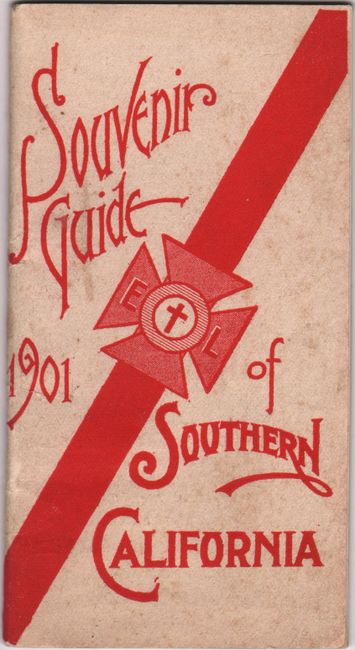 Souvenir
Guide
1901
E L
of
Southern
California